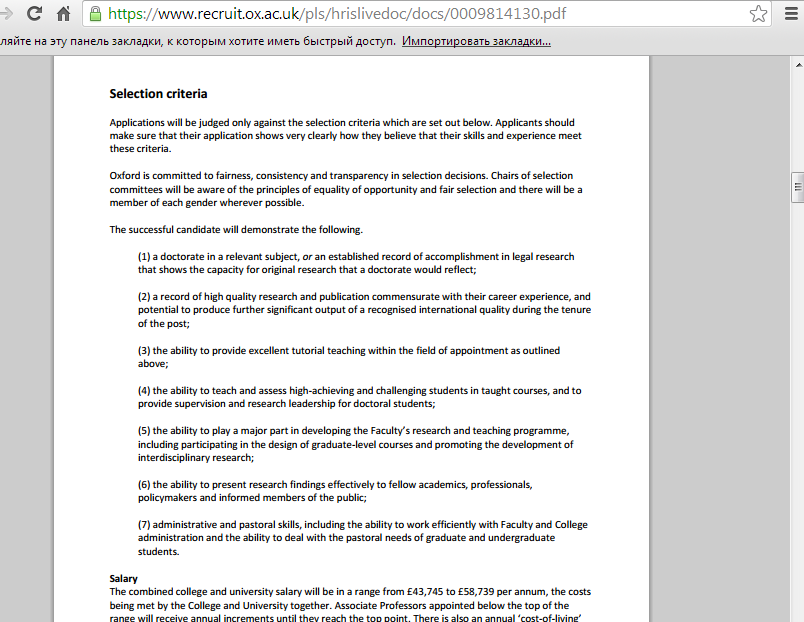 https://www.recruit.ox.ac.uk/pls/hrislivedoc/docs/0009814130.pdf
ляйте на эту панель закладки, к которым хотите иметь быстрый доступ. Импортировать закладки...
Selection criteria
Applications will be judged only against the selection criteria which are set out below. Applicants should
make sure that their application shows very clearly how they believe that their skills and experience meet
these criteria.
Oxford is committed to fairness, consistency and transparency in selection decisions. Chairs of selection
committees will be aware of the principles of equality of opportunity and fair selection and there will be a
member of each gender wherever possible.
The successful candidate will demonstrate the following.
(1) a doctorate in a relevant subject, or an established record of accomplishment in legal research
that shows the capacity for original research that a doctorate would reflect;
(2) a record of high quality research and publication commensurate with their career experience, and
potential to produce further significant output of a recognised international quality during the tenure
of the post;
(3) the ability to provide excellent tutorial teaching within the field of appointment as outlined
above;
(4) the ability to teach and assess high-achieving and challenging students in taught courses, and to
provide supervision and research leadership for doctoral students;
(5) the ability to play a major part in developing the Faculty's research and teaching programme,
including participating in the design of graduate-level courses and promoting the development of
interdisciplinary research;
(6) the ability to present research findings effectively to fellow academics, professionals,
policymakers and informed members of the public;
(7) administrative and pastoral skills, including the ability to work efficiently with Faculty and College
administration and the ability to deal with the pastoral needs of graduate and undergraduate
students.
Salary
The combined college and university salary will be in a range from £43,745 to £58,739 per annum, the costs
being met by the College and University together. Associate Professors appointed below the top of the
range will receive annual increments until they reach the top point. There is also an annual 'cost-of-living'